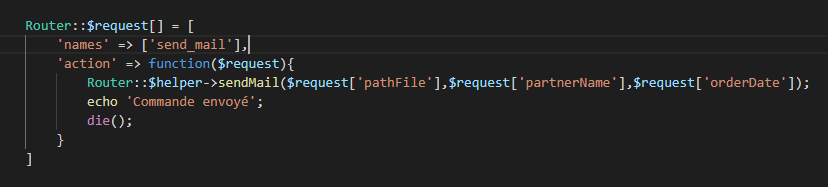 Router::$request[] = [
    'names' => ['send_mail'],
    'action' => function($request){
        Router::$helper->sendMail($request['pathFile'],$request['partnerName'],$request['orderDate']);
        echo 'Commande envoyé';
        die();
    }
]